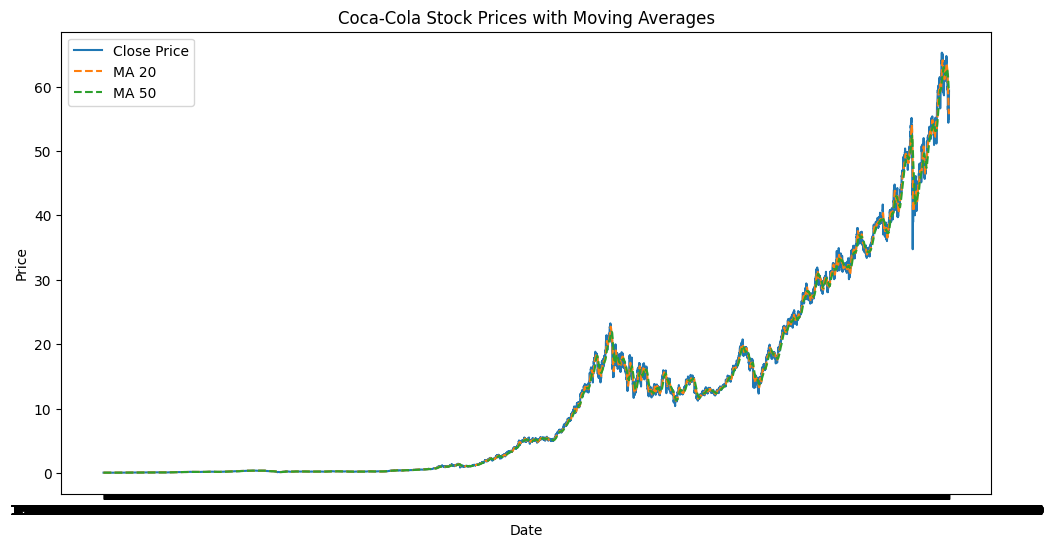 Coca-Cola Stock Prices with Moving Averages
Close Price
MA 20
MA 50
60
50
40
30
20
10
0
Price
Date